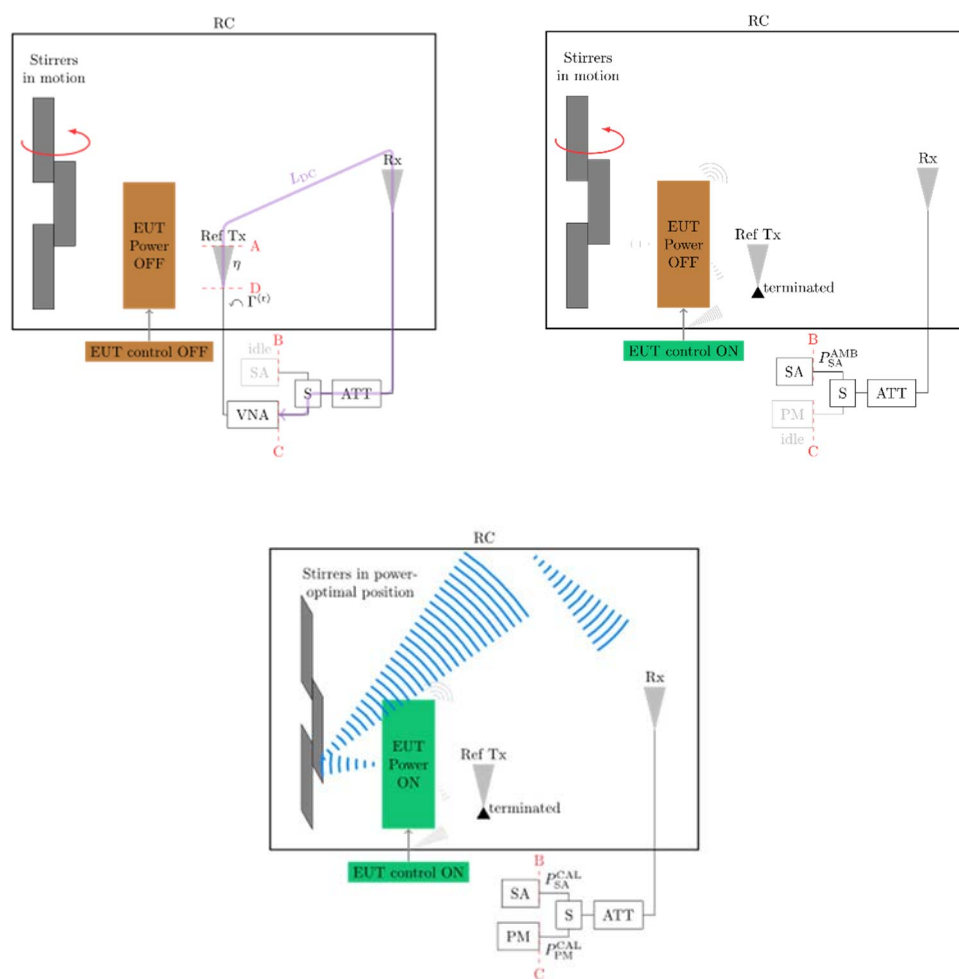 RC
Stirrers
in motion
L_DC
Rx
EUT
Power
OFF
Ref Tx
A
η
D
Γ^(r)
EUT control OFF
B
idle
SA
S
ATT
VNA
C
RC
Stirrers
in motion
Rx
EUT
Power
OFF
Ref Tx
terminated
EUT control ON
B
P_SA^AMB
SA
S
ATT
PM
idle
C
RC
Stirrers in power-
optimal position
Rx
EUT
Power
ON
Ref Tx
terminated
EUT control ON
B
P_SA^CAL
SA
S
ATT
PM
P_PM^CAL
C